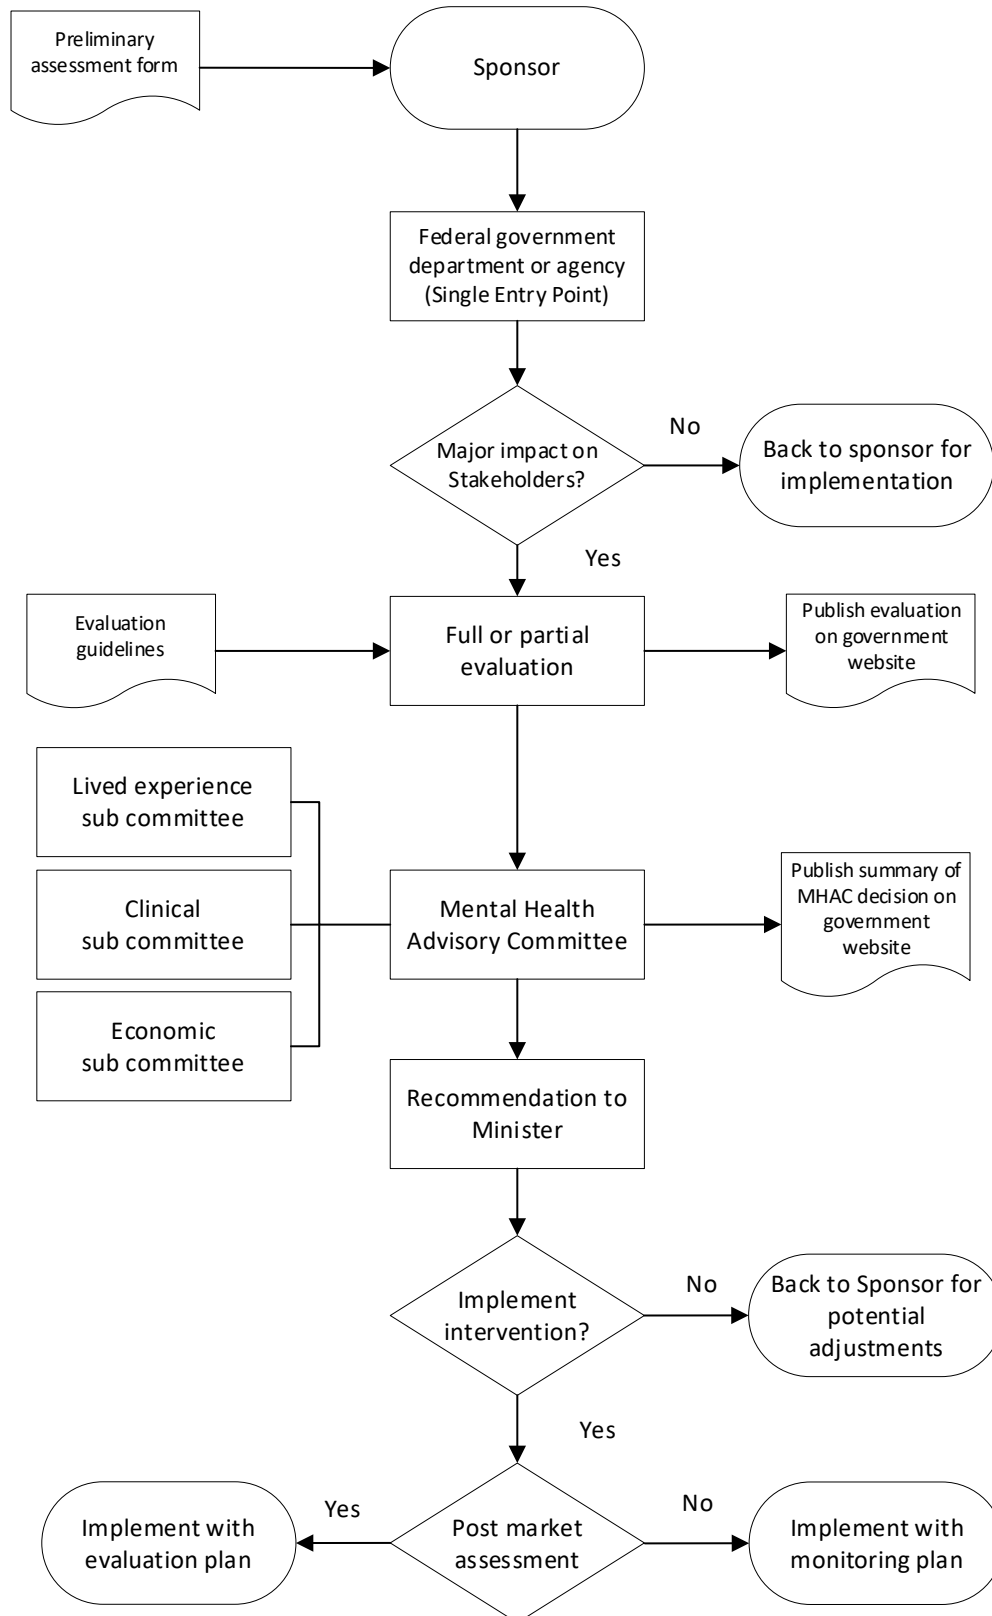 Preliminary
assessment form
Sponsor
Federal government
department or agency
(Single Entry Point)
Major impact on
Stakeholders?
No
Back to sponsor for
implementation
Yes
Evaluation
guidelines
Full or partial
evaluation
Publish evaluation
on government
website
Lived experience
sub committee
Clinical
sub committee
Economic
sub committee
Mental Health
Advisory Committee
Publish summary of
MHAC decision on
government
website
Recommendation to
Minister
Implement
intervention?
No
Back to Sponsor for
potential
adjustments
Yes
Post market
assessment
Yes
Implement with
evaluation plan
No
Implement with
monitoring plan